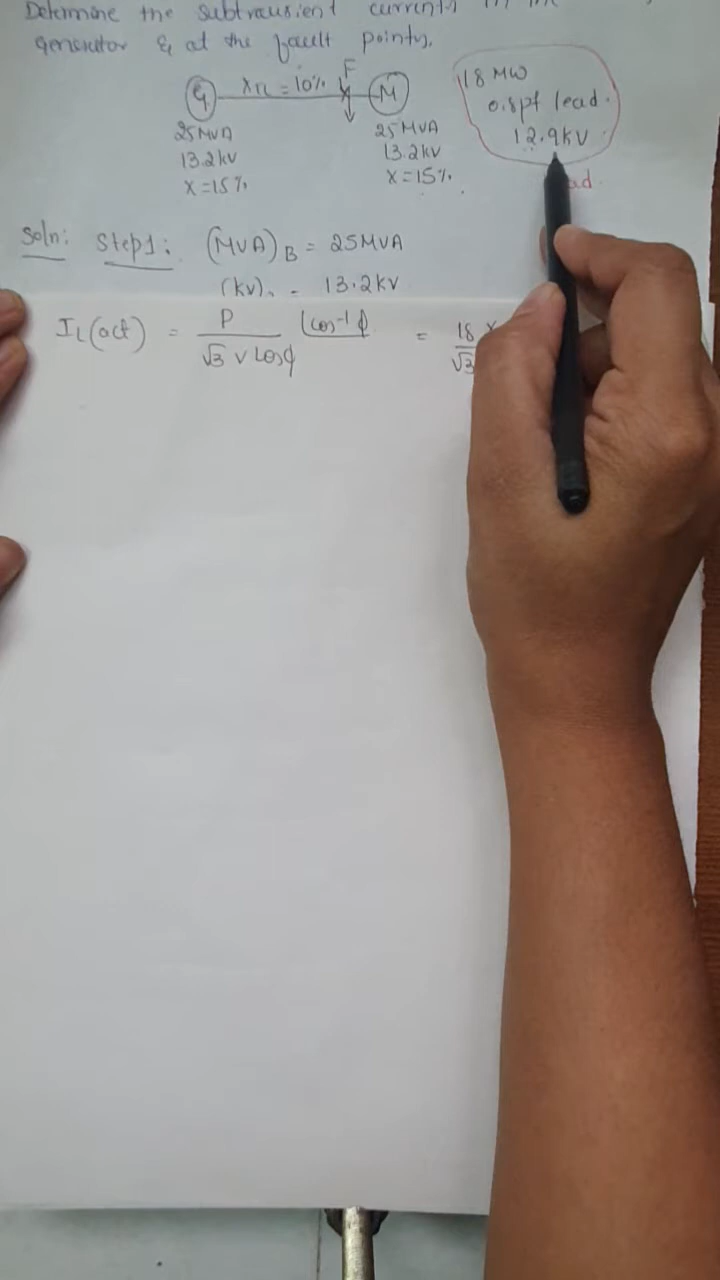 Determine the subtransient currents in the
generator & at the fault points.
XTL = 10%
F
G
M
25MVA
13.2kV
X = 15%
25MVA
13.2kV
X = 15%.
18 MW
0.8pf lead.
12.9kV
ad.
Soln: Step1: (MVA)B = 25MVA
(kV) = 13.2kV
IL(act) = P / √3 V cosϕ ∠cos⁻¹ϕ = 18 × / √3